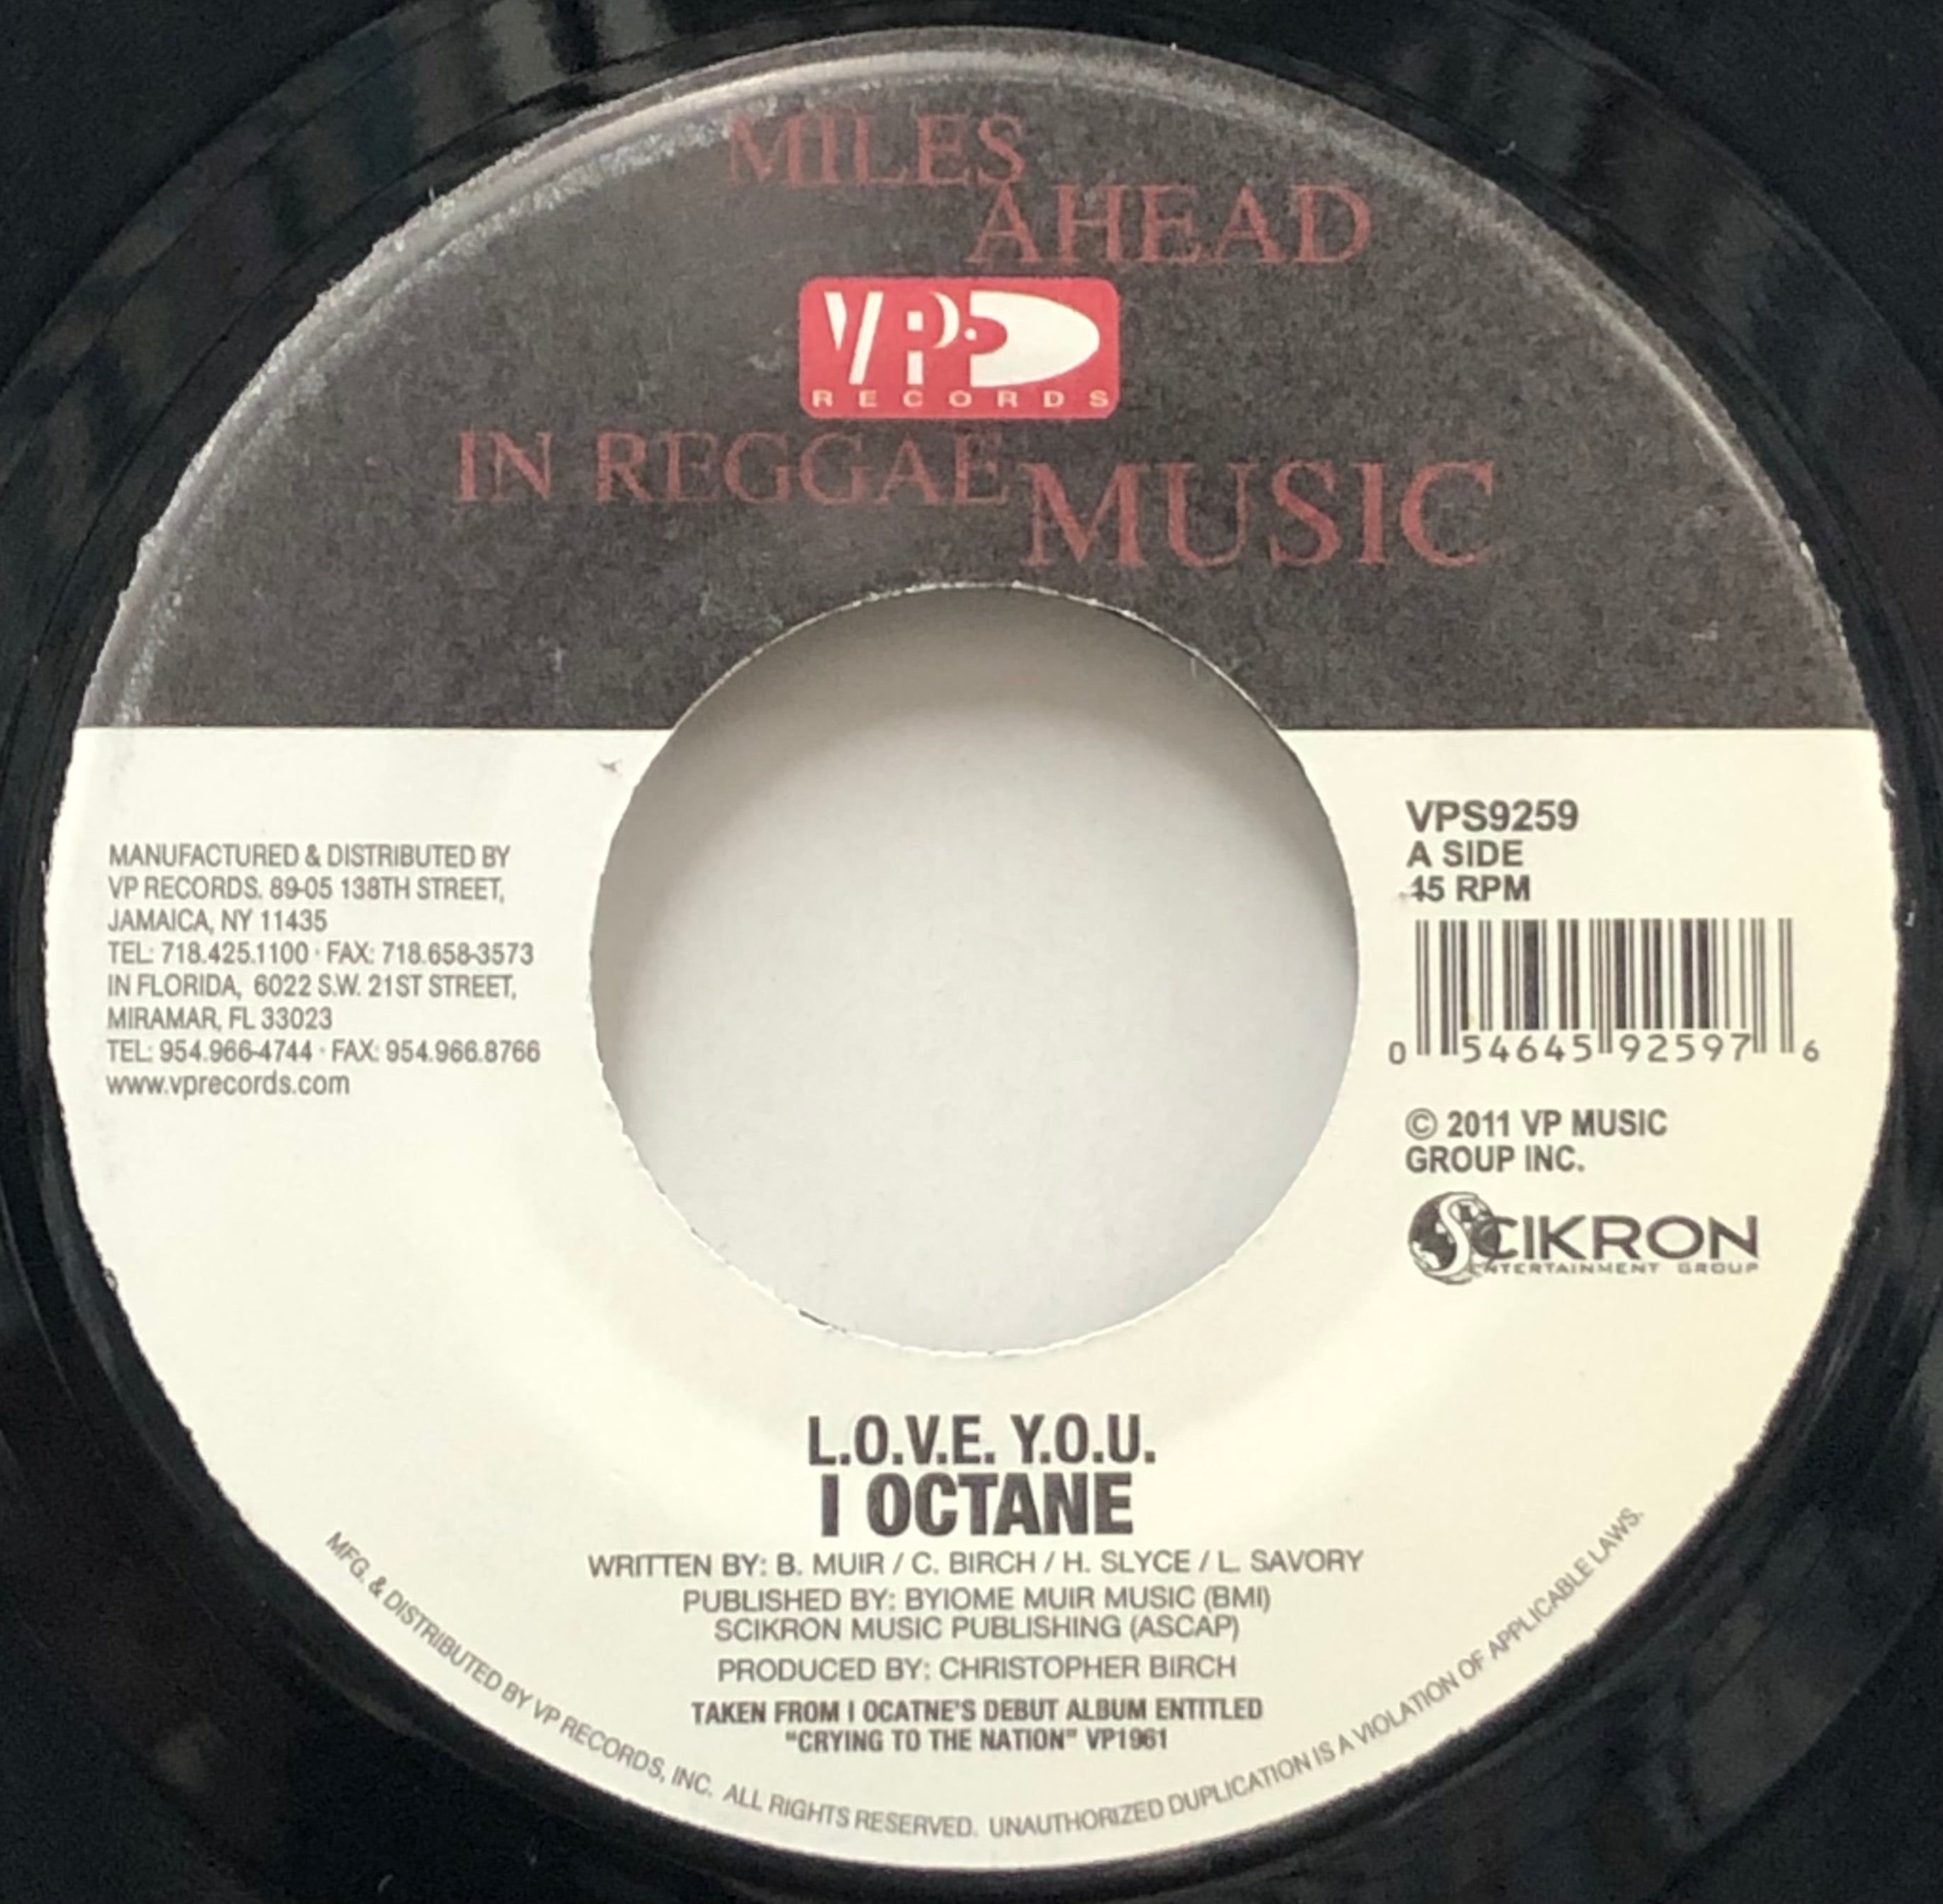 MILES
AHEAD
VP
RECORDS
IN REGGAE
MUSIC
MANUFACTURED & DISTRIBUTED BY
VP RECORDS. 89-05 138TH STREET,
JAMAICA, NY 11435
TEL: 718.425.1100 · FAX: 718.658-3573
IN FLORIDA, 6022 S.W. 21ST STREET,
MIRAMAR, FL 33023
TEL: 954.966-4744 · FAX: 954.966.8766
www.vprecords.com
VPS9259
A SIDE
45 RPM
0 54645 92597 6
© 2011 VP MUSIC
GROUP INC.
SCIKRON
ENTERTAINMENT GROUP
L.O.V.E. Y.O.U.
I OCTANE
WRITTEN BY: B. MUIR / C. BIRCH / H. SLYCE / L. SAVORY
PUBLISHED BY: BYIOME MUIR MUSIC (BMI)
SCIKRON MUSIC PUBLISHING (ASCAP)
PRODUCED BY: CHRISTOPHER BIRCH
TAKEN FROM I OCATNE'S DEBUT ALBUM ENTITLED
"CRYING TO THE NATION" VP1961
MFG. & DISTRIBUTED BY VP RECORDS, INC. ALL RIGHTS RESERVED. UNAUTHORIZED DUPLICATION IS A VIOLATION OF APPLICABLE LAWS.